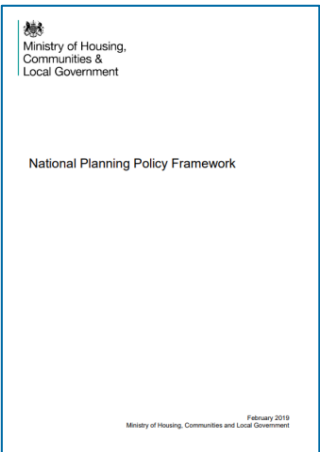 Ministry of Housing,
Communities &
Local Government
National Planning Policy Framework
February 2019
Ministry of Housing, Communities and Local Government